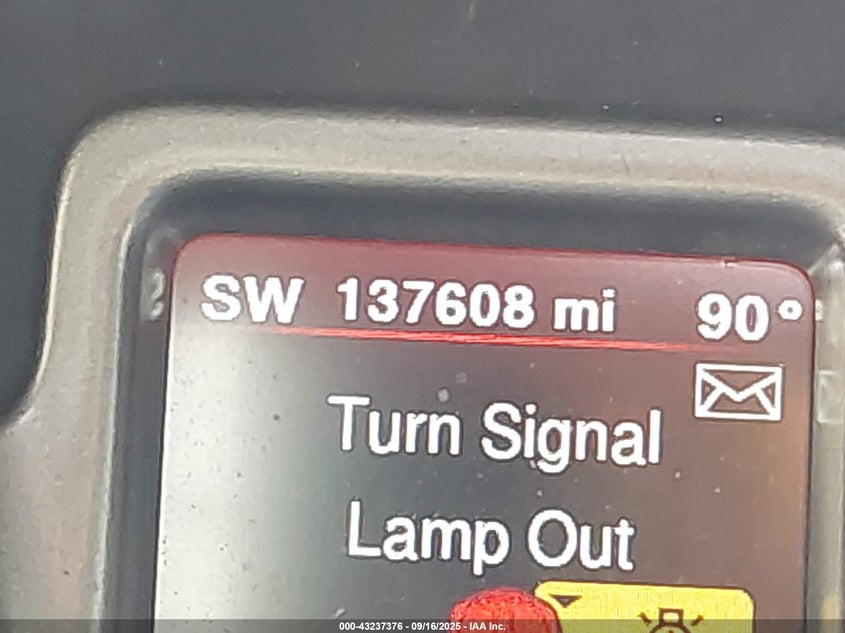 SW 137608 mi 90°
Turn Signal
Lamp Out
000-43237376 - 09/16/2025 - IAA Inc.